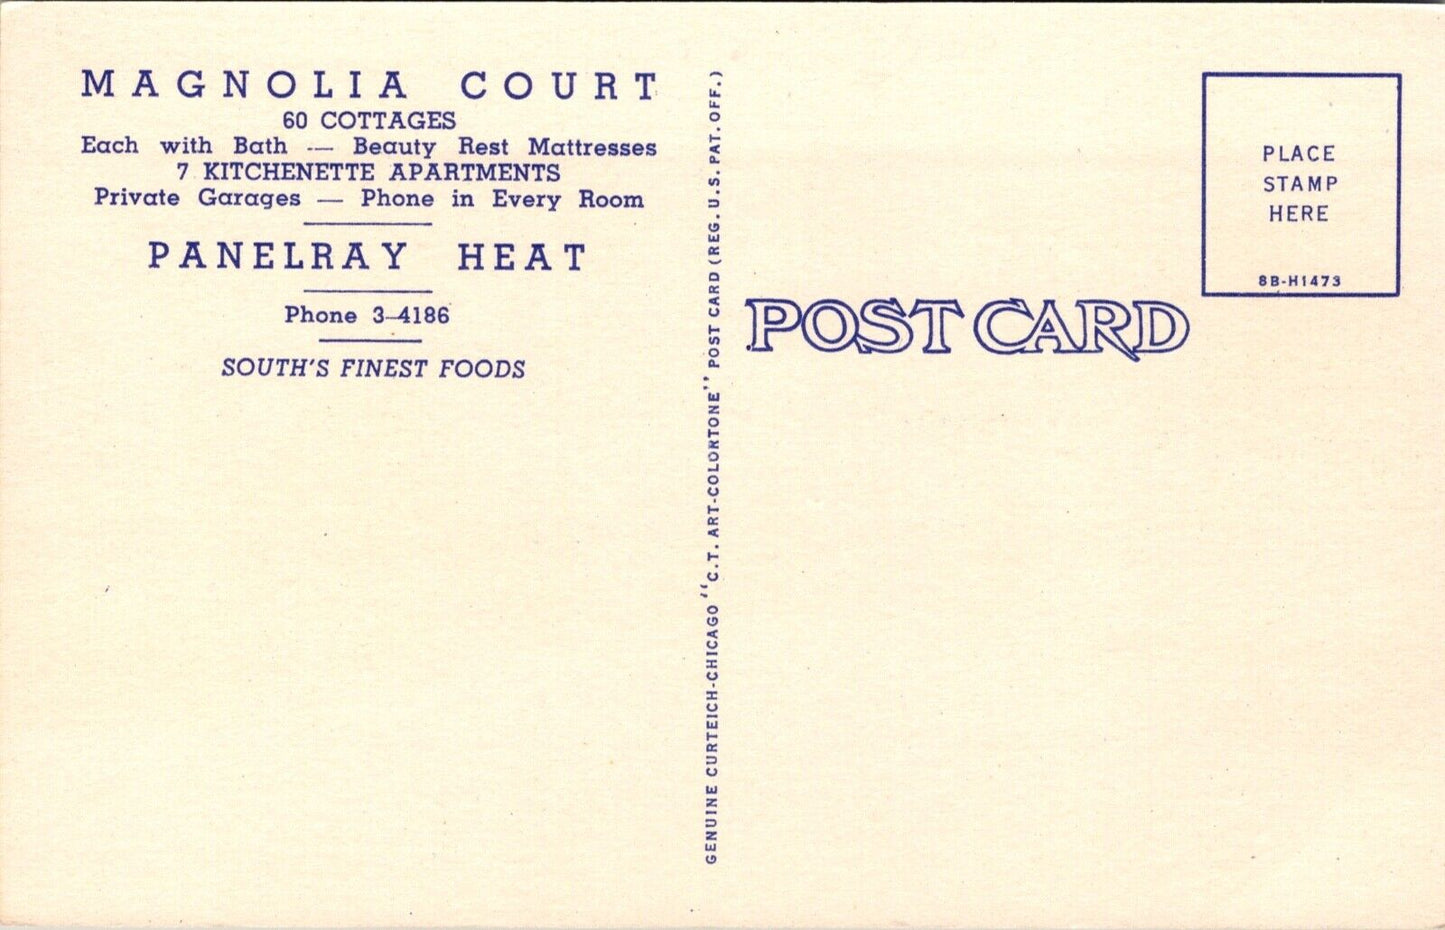 MAGNOLIA COURT
60 COTTAGES
Each with Bath — Beauty Rest Mattresses
7 KITCHENETTE APARTMENTS
Private Garages — Phone in Every Room
PANELRAY HEAT
Phone 3-4186
SOUTH'S FINEST FOODS
GENUINE CURTEICH-CHICAGO "C.T. ART-COLORTONE" POST CARD (REG. U.S. PAT. OFF.)
POST CARD
PLACE
STAMP
HERE
8B-H1473